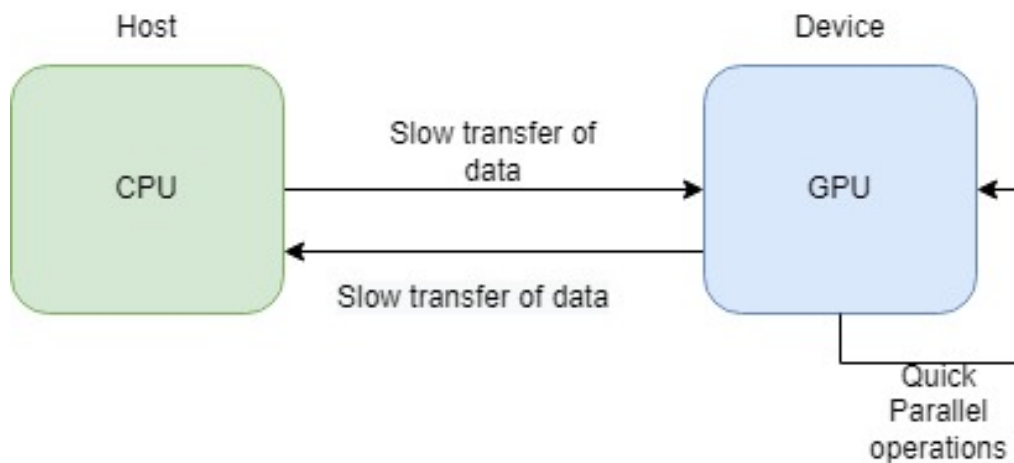 Host
Device
Slow transfer of
data
CPU
GPU
Slow transfer of data
Quick
Parallel
operations